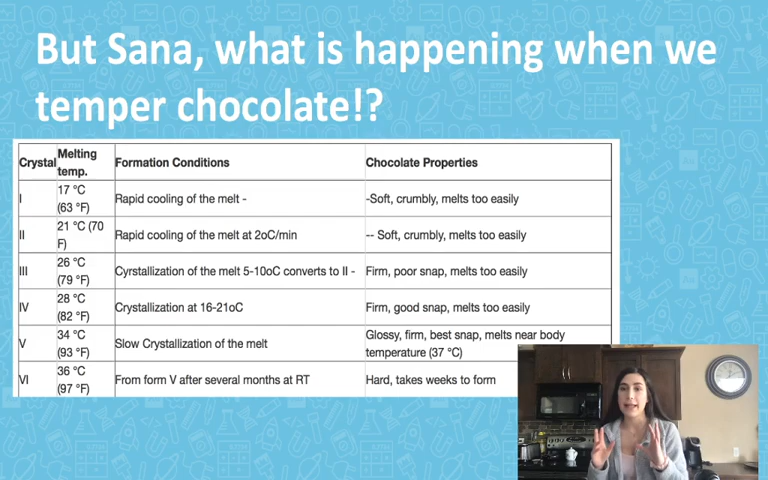 But Sana, what is happening when we
temper chocolate!?
Crystal Melting temp. Formation Conditions Chocolate Properties
I 17 °C (63 °F) Rapid cooling of the melt - -Soft, crumbly, melts too easily
II 21 °C (70 F) Rapid cooling of the melt at 2oC/min -- Soft, crumbly, melts too easily
III 26 °C (79 °F) Cyrstallization of the melt 5-10oC converts to II - Firm, poor snap, melts too easily
IV 28 °C (82 °F) Crystallization at 16-21oC Firm, good snap, melts too easily
V 34 °C (93 °F) Slow Crystallization of the melt Glossy, firm, best snap, melts near body temperature (37 °C)
VI 36 °C (97 °F) From form V after several months at RT Hard, takes weeks to form